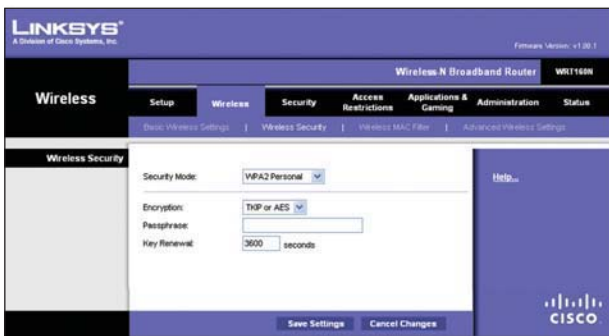 LINKSYS®
A Division of Cisco Systems, Inc.
Firmware Version: v1.00.1
Wireless-N Broadband Router WRT160N
Wireless
Setup Wireless Security Access Restrictions Applications & Gaming Administration Status
Basic Wireless Settings | Wireless Security | Wireless MAC Filter | Advanced Wireless Settings
Wireless Security
Security Mode: WPA2 Personal
Help...
Encryption: TKIP or AES
Passphrase:
Key Renewal: 3600 seconds
Save Settings Cancel Changes
CISCO